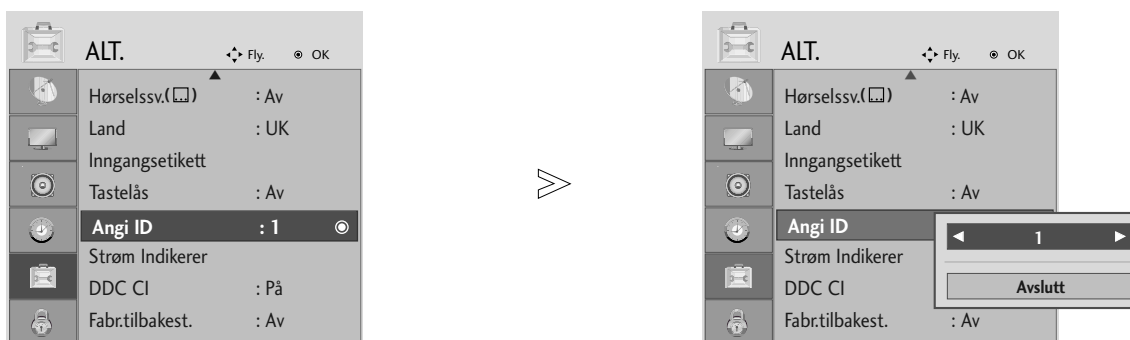 ALT. Fly. OK
Hørselssv.( ) : Av
Land : UK
Inngangsetikett
Tastelås : Av
Angi ID : 1
Strøm Indikerer
DDC CI : På
Fabr.tilbakest. : Av
ALT. Fly. OK
Hørselssv.( ) : Av
Land : UK
Inngangsetikett
Tastelås : Av
Angi ID
◄ 1 ►
Strøm Indikerer
DDC CI
Avslutt
Fabr.tilbakest. : Av